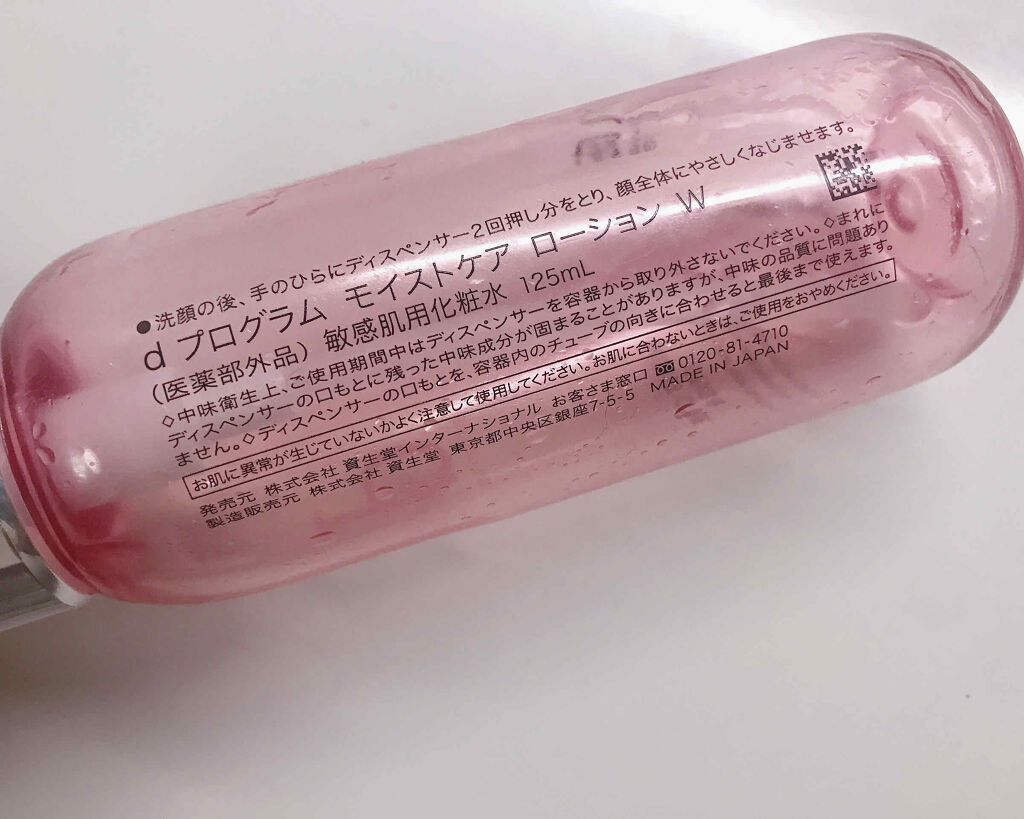 ●洗顔の後、手のひらにディスペンサー2回押し分をとり、顔全体にやさしくなじませます。
d プログラム モイストケア ローション W
(医薬部外品) 敏感肌用化粧水 125mL
◇中味衛生上、ご使用期間中はディスペンサーを容器から取り外さないでください。◇まれに
ディスペンサーの口もとに残った中味成分が固まることがありますが、中味の品質に問題あり
ません。◇ディスペンサーの口もとを、容器内のチューブの向きに合わせると最後まで使えます。
お肌に異常が生じていないかよく注意して使用してください。お肌に合わないときは、ご使用をおやめください。
発売元 株式会社 資生堂インターナショナル お客さま窓口 0120-81-4710
製造販売元 株式会社 資生堂 東京都中央区銀座7-5-5 MADE IN JAPAN